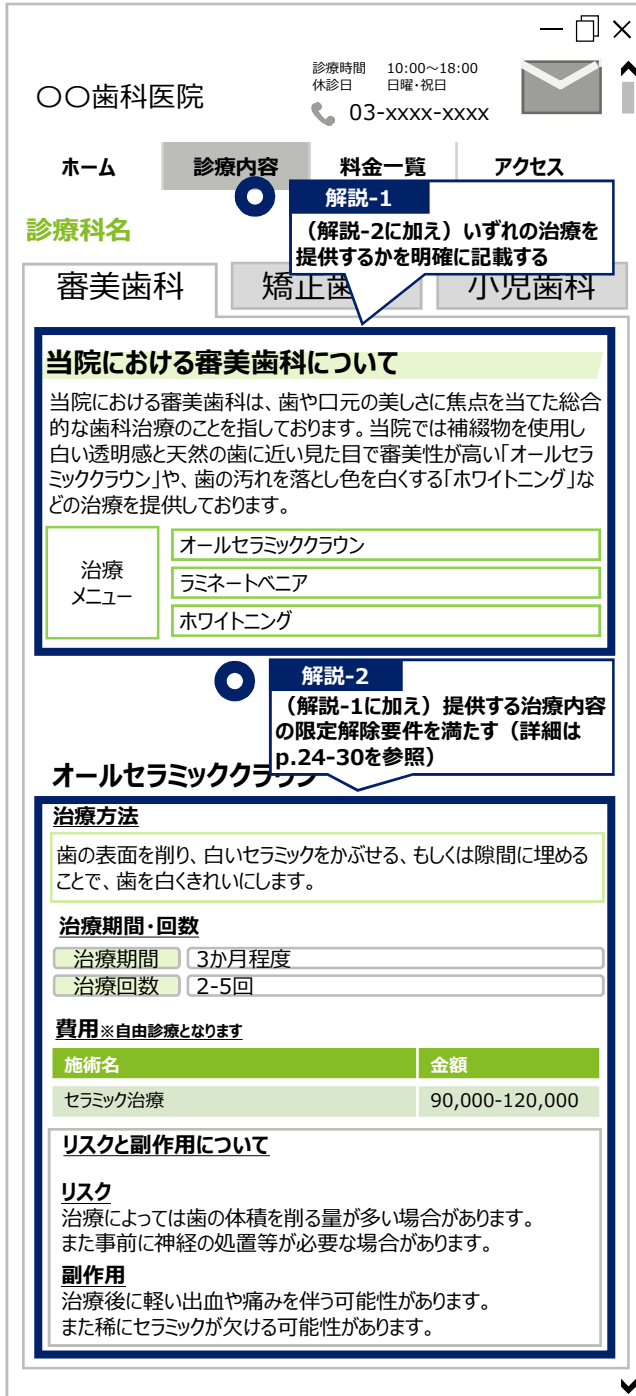 〇〇歯科医院
診療時間 10:00～18:00
休診日 日曜・祝日
03-xxxx-xxxx
ホーム 診療内容 料金一覧 アクセス
解説-1
（解説-2に加え）いずれの治療を
提供するかを明確に記載する
診療科名
審美歯科 矯正歯 小児歯科
当院における審美歯科について
当院における審美歯科は、歯や口元の美しさに焦点を当てた総合
的な歯科治療のことを指しております。当院では補綴物を使用し
白い透明感と天然の歯に近い見た目で審美性が高い「オールセラ
ミッククラウン」や、歯の汚れを落とし色を白くする「ホワイトニング」な
どの治療を提供しております。
治療
メニュー
オールセラミッククラウン
ラミネートベニア
ホワイトニング
解説-2
（解説-1に加え）提供する治療内容
の限定解除要件を満たす（詳細は
p.24-30を参照）
オールセラミッククラウン
治療方法
歯の表面を削り、白いセラミックをかぶせる、もしくは隙間に埋める
ことで、歯を白くきれいにします。
治療期間・回数
治療期間 3か月程度
治療回数 2-5回
費用※自由診療となります
施術名 金額
セラミック治療 90,000-120,000
リスクと副作用について
リスク
治療によっては歯の体積を削る量が多い場合があります。
また事前に神経の処置等が必要な場合があります。
副作用
治療後に軽い出血や痛みを伴う可能性があります。
また稀にセラミックが欠ける可能性があります。